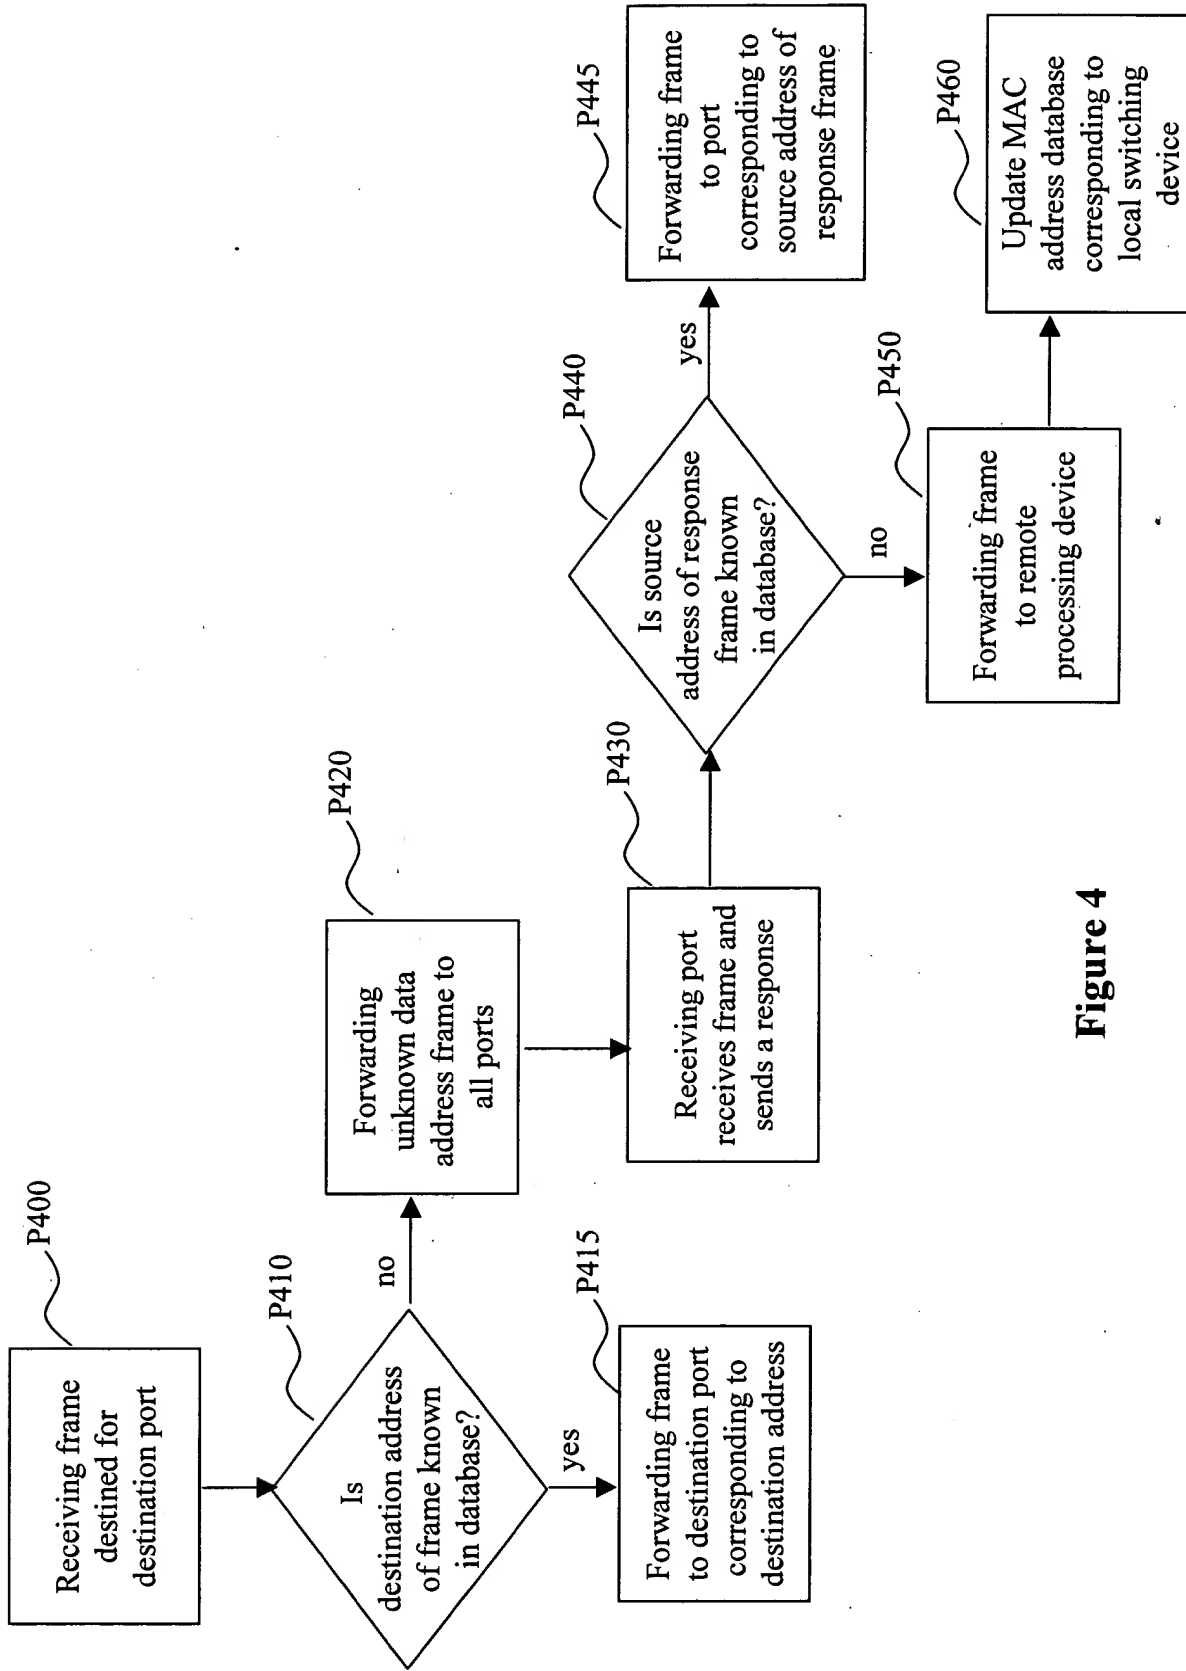 P400
Receiving frame
destined for
destination port
P410
Is
destination address
of frame known
in database?
no
yes
P415
Forwarding frame
to destination port
corresponding to
destination address
P420
Forwarding
unknown data
address frame to
all ports
P430
Receiving port
receives frame and
sends a response
P440
Is source
address of response
frame known
in database?
yes
no
P445
Forwarding frame
to port
corresponding to
source address of
response frame
P450
Forwarding frame
to remote
processing device
P460
Update MAC
address database
corresponding to
local switching
device
Figure 4